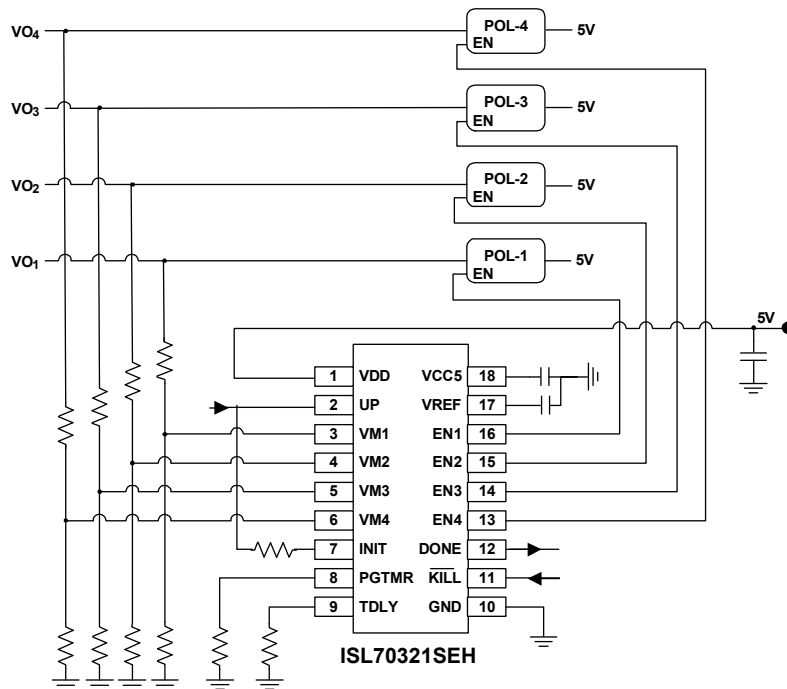 VO4
POL-4
EN
5V
VO3
POL-3
EN
5V
VO2
POL-2
EN
5V
VO1
POL-1
EN
5V
5V
1 VDD VCC5 18
2 UP VREF 17
3 VM1 EN1 16
4 VM2 EN2 15
5 VM3 EN3 14
6 VM4 EN4 13
7 INIT DONE 12
8 PGTMR KILL 11
9 TDLY GND 10
ISL70321SEH